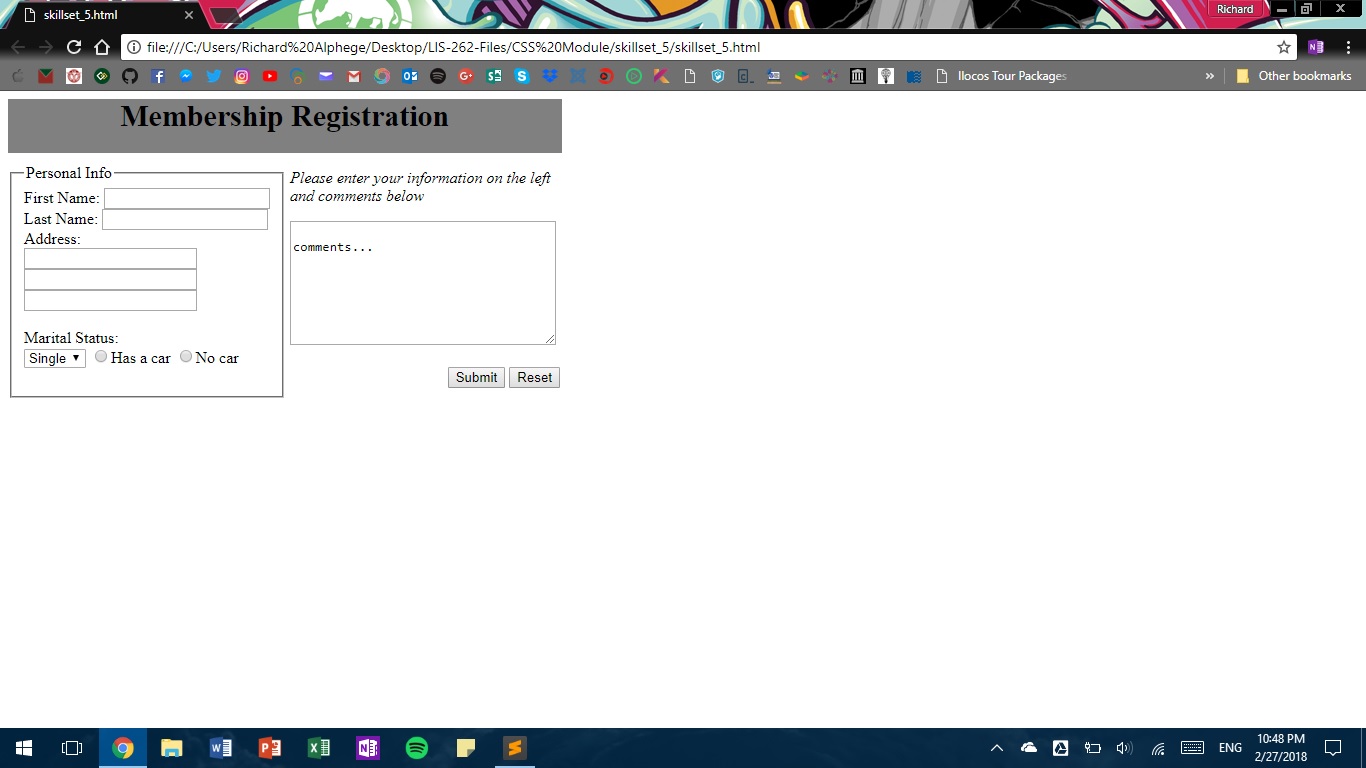 skillset_5.html
Richard
file:///C:/Users/Richard%20Alphege/Desktop/LIS-262-Files/CSS%20Module/skillset_5/skillset_5.html
Ilocos Tour Packages
» Other bookmarks
Membership Registration
Personal Info
First Name:
Last Name:
Address:
Marital Status:
Single Has a car No car
Please enter your information on the left
and comments below
comments...
Submit Reset
ENG
10:48 PM
2/27/2018